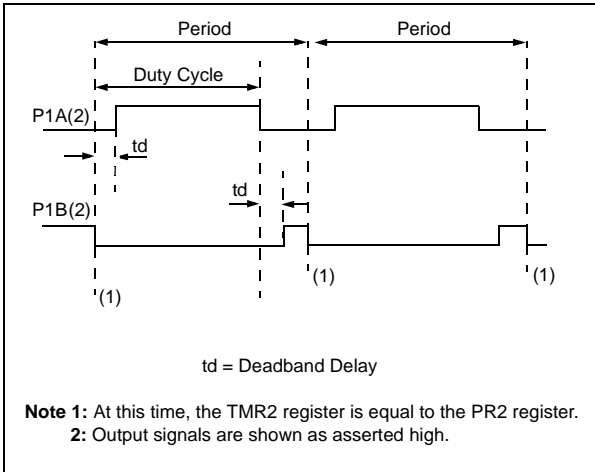 Period Period
Duty Cycle
P1A(2)
td
td
P1B(2)
(1) (1) (1)
td = Deadband Delay
Note 1: At this time, the TMR2 register is equal to the PR2 register.
2: Output signals are shown as asserted high.